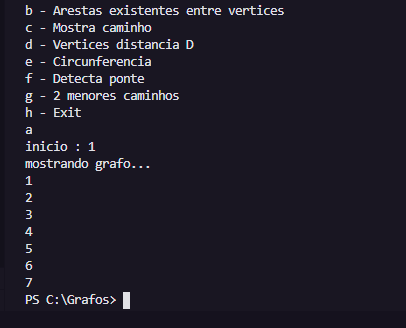 b - Arestas existentes entre vertices
c - Mostra caminho
d - Vertices distancia D
e - Circunferencia
f - Detecta ponte
g - 2 menores caminhos
h - Exit
a
inicio : 1
mostrando grafo...
1
2
3
4
5
6
7
PS C:\Grafos>